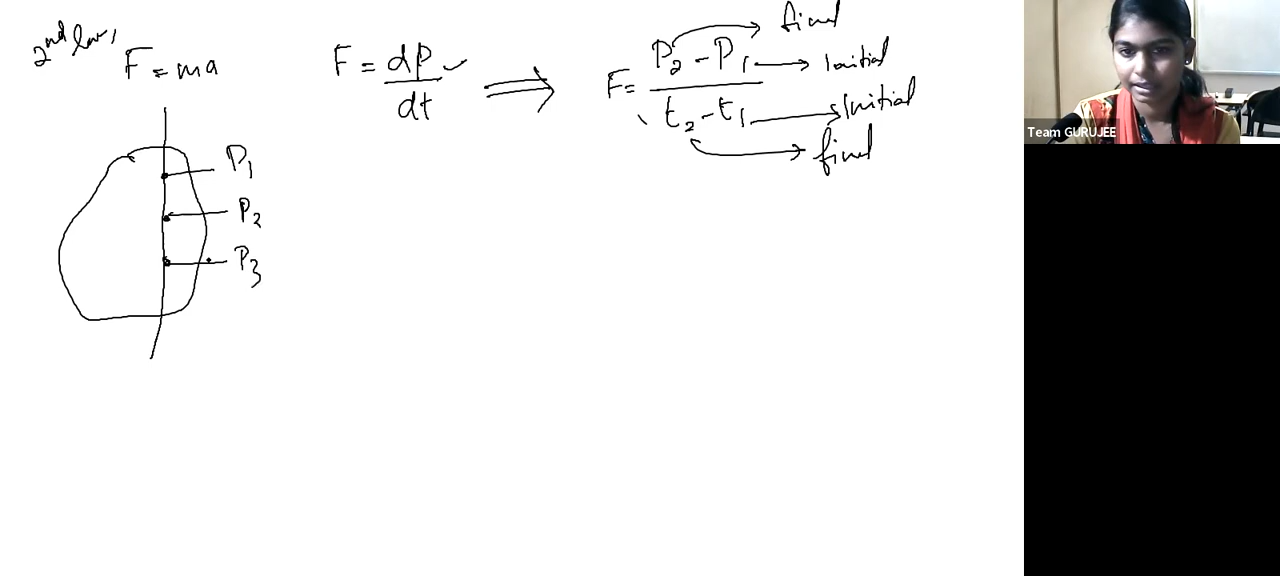 2nd law,
F = ma
F = dp/dt
F = P2 - P1 / t2 - t1
final
Initial
Initial
final
P1
P2
P3
Team GURUJEE